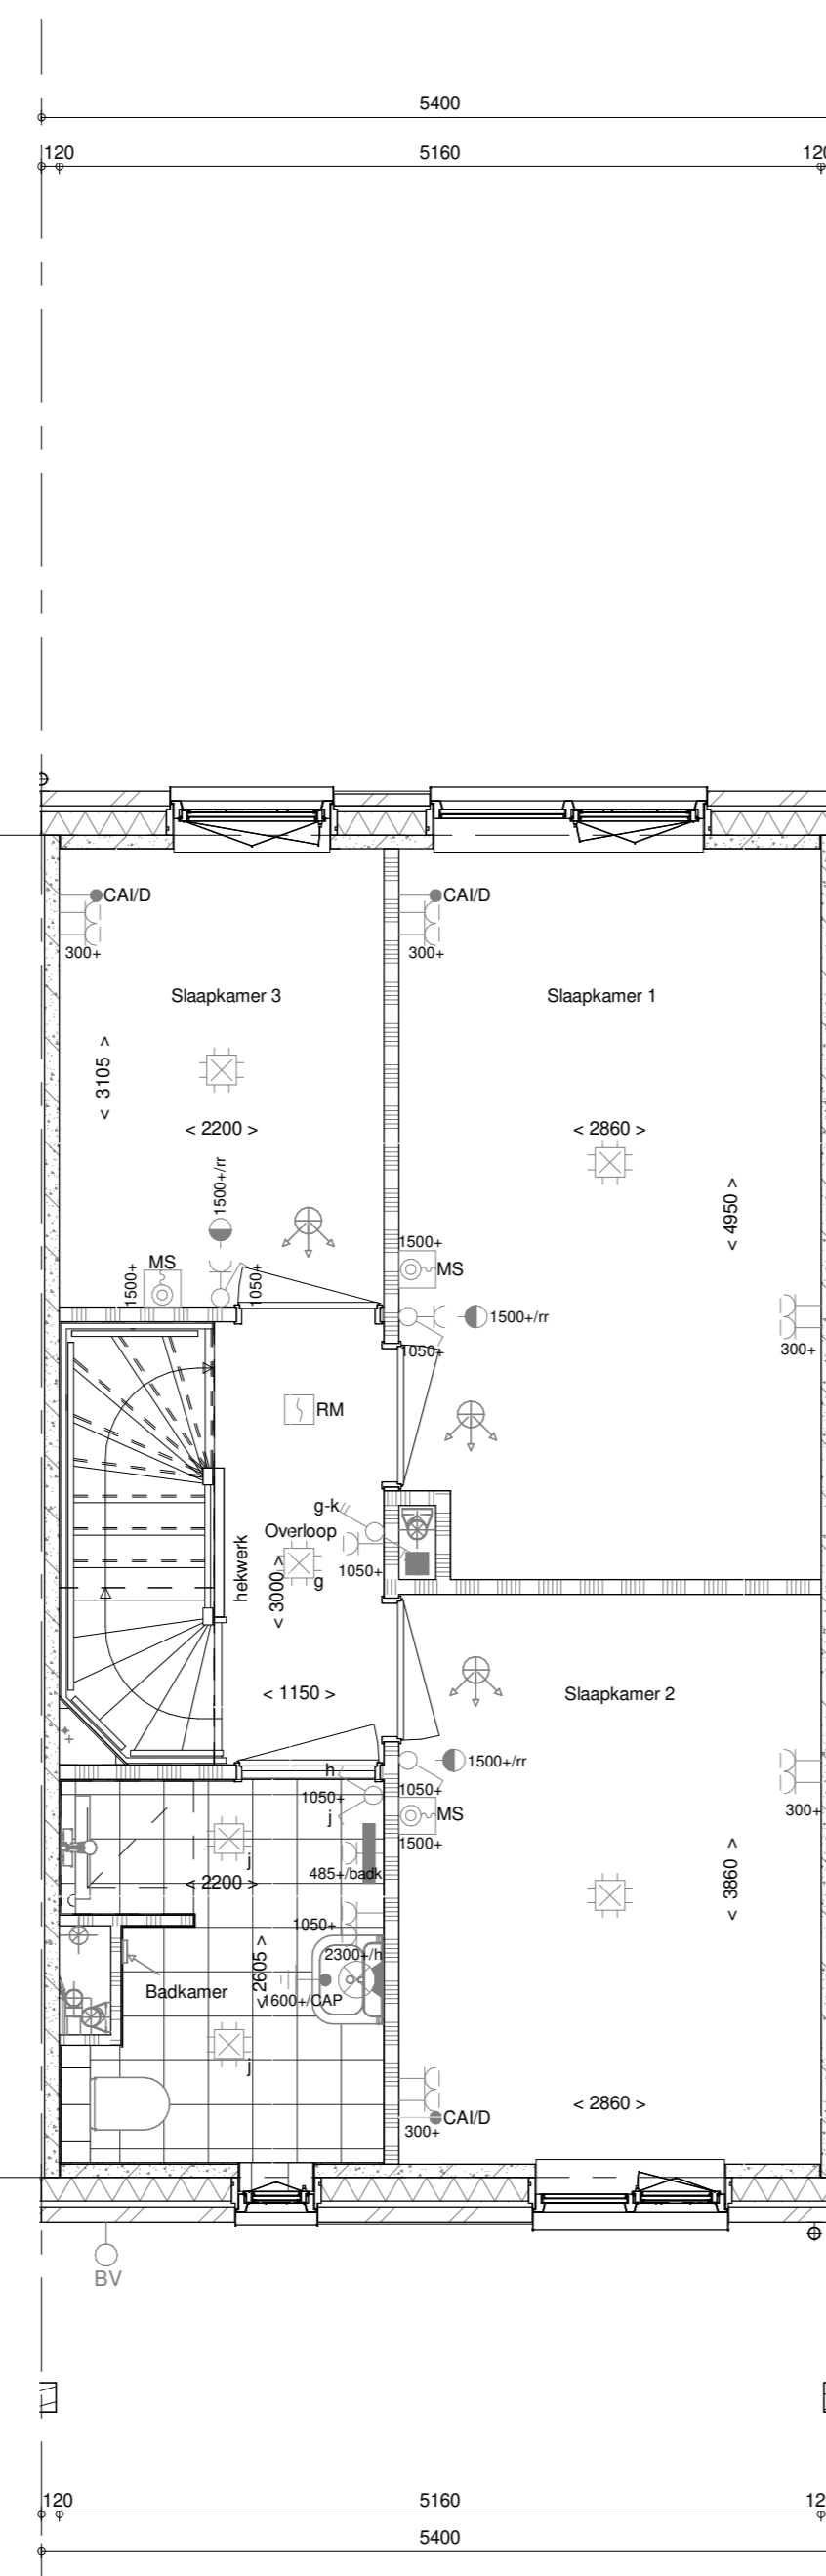 5400
120 5160 120
CAI/D CAI/D
300+ 300+
Slaapkamer 3 Slaapkamer 1
< 3105 >
< 2200 > < 2860 >
1500+/rr
< 4950 >
1500+ MS 1050+
1500+
MS
1500+/rr
1050+
300+
RM
g-k
Overloop
hekwerk
< 3000 >
g
1050+
< 1150 > Slaapkamer 2
h
1050+
j
1500+/rr
1050+
MS
1500+
300+
j
485+/badk
< 2200 >
< 3860 >
1050+
2300+/h
< 2605 >
1600+/CAP
Badkamer
j
< 2860 >
CAI/D
300+
BV
120 5160 12
5400